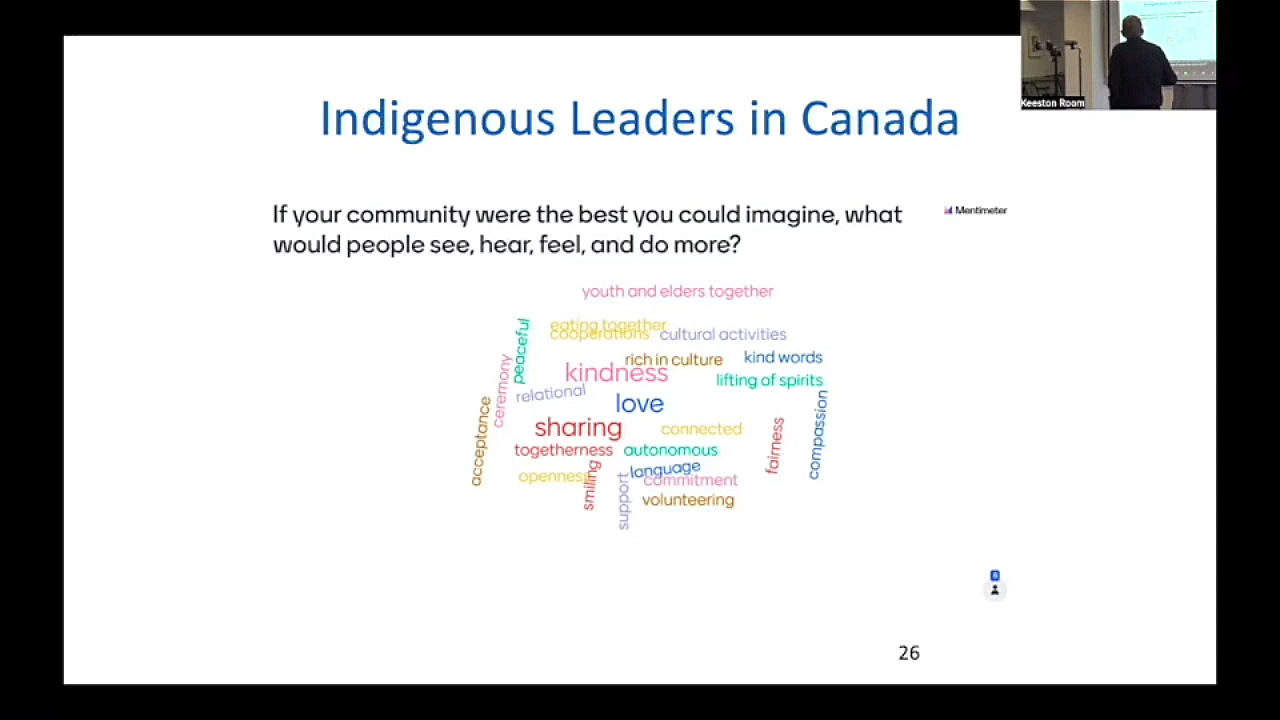 Indigenous Leaders in Canada
Keeston Room
If your community were the best you could imagine, what
would people see, hear, feel, and do more?
Mentimeter
youth and elders together
peaceful
eating together
cooperations
cultural activities
rich in culture
kind words
ceremony
kindness
lifting of spirits
relational
love
acceptance
sharing
connected
fairness
compassion
togetherness
autonomous
openness
smiling
language
support
commitment
volunteering
8
26